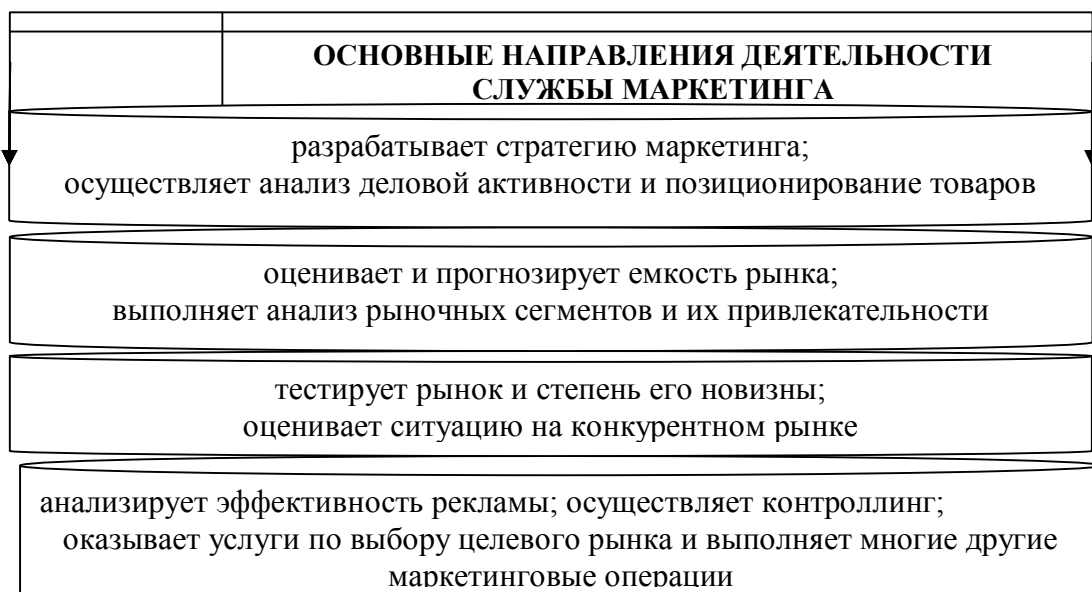 ОСНОВНЫЕ НАПРАВЛЕНИЯ ДЕЯТЕЛЬНОСТИ
СЛУЖБЫ МАРКЕТИНГА
разрабатывает стратегию маркетинга;
осуществляет анализ деловой активности и позиционирование товаров
оценивает и прогнозирует емкость рынка;
выполняет анализ рыночных сегментов и их привлекательности
тестирует рынок и степень его новизны;
оценивает ситуацию на конкурентном рынке
анализирует эффективность рекламы; осуществляет контроллинг;
оказывает услуги по выбору целевого рынка и выполняет многие другие
маркетинговые операции